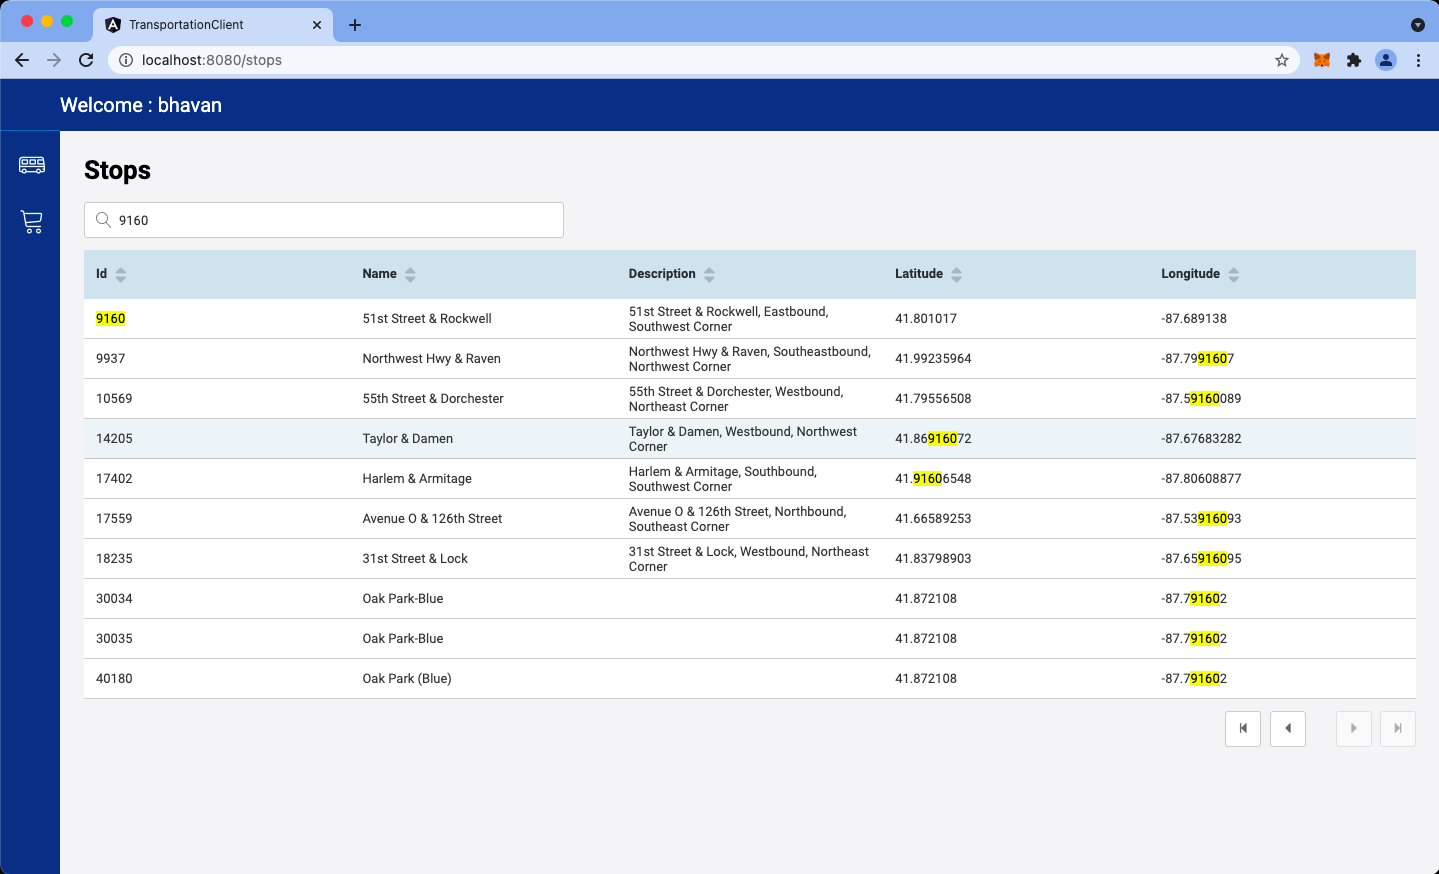 TransportationClient
localhost:8080/stops
Welcome : bhavan
Stops
9160
Id Name Description Latitude Longitude
9160 51st Street & Rockwell 51st Street & Rockwell, Eastbound, 41.801017 -87.689138
Southwest Corner
9937 Northwest Hwy & Raven Northwest Hwy & Raven, Southeastbound, 41.99235964 -87.7991607
Northwest Corner
10569 55th Street & Dorchester 55th Street & Dorchester, Westbound, 41.79556508 -87.59160089
Northeast Corner
14205 Taylor & Damen Taylor & Damen, Westbound, Northwest 41.86916072 -87.67683282
Corner
17402 Harlem & Armitage Harlem & Armitage, Southbound, 41.91606548 -87.80608877
Southwest Corner
17559 Avenue O & 126th Street Avenue O & 126th Street, Northbound, 41.66589253 -87.53916093
Southeast Corner
18235 31st Street & Lock 31st Street & Lock, Westbound, Northeast 41.83798903 -87.65916095
Corner
30034 Oak Park-Blue 41.872108 -87.791602
30035 Oak Park-Blue 41.872108 -87.791602
40180 Oak Park (Blue) 41.872108 -87.791602